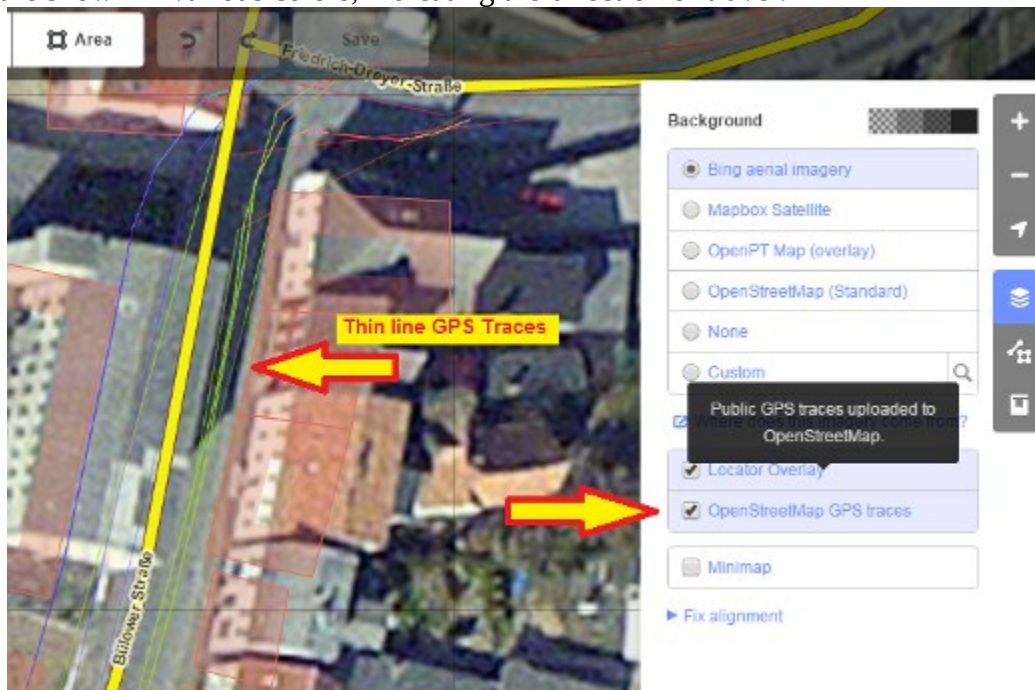 Area
Save
Friedrich-Dreyer-Straße
Bülower Straße
Thin line GPS Traces
Background
Bing aerial imagery
Mapbox Satellite
OpenPT Map (overlay)
OpenStreetMap (Standard)
None
Custom
Public GPS traces uploaded to
OpenStreetMap.
Locator Overlay
OpenStreetMap GPS traces
Minimap
Fix alignment